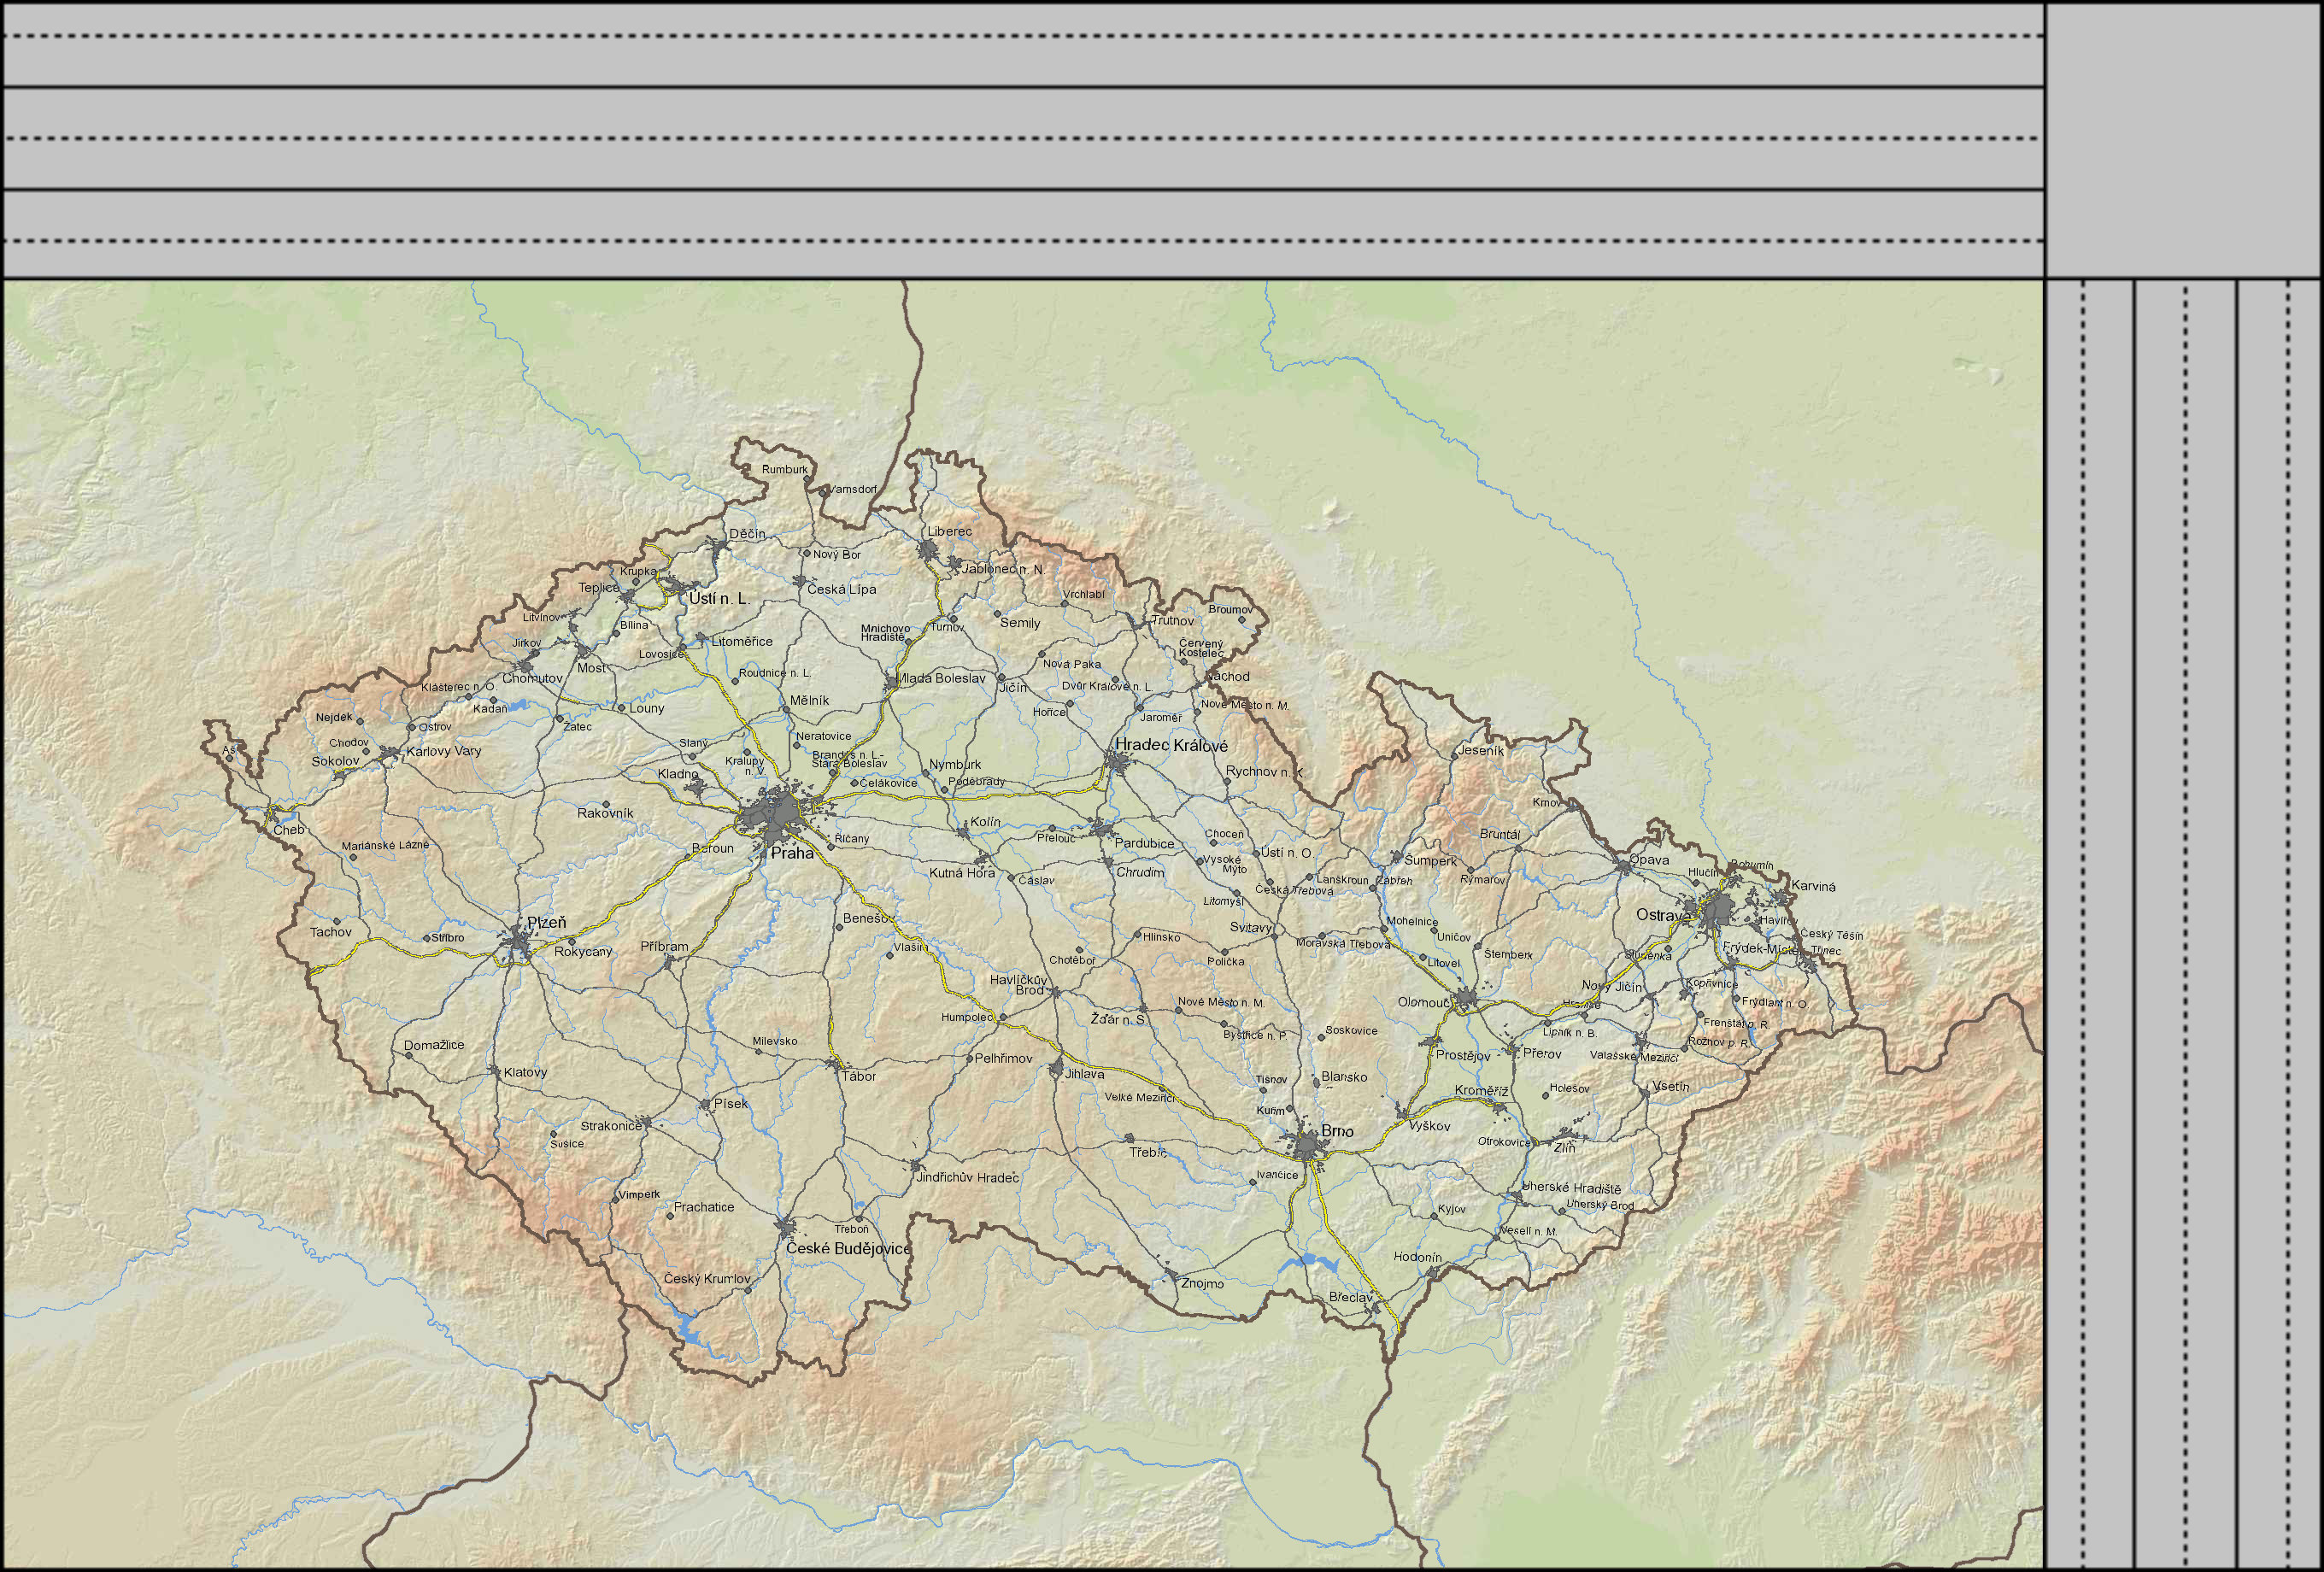 Rumburk
Varnsdorf
Děčín
Liberec
Nový Bor
Jablonec n. N.
Krupka
Teplice
Ústí n. L.
Česká Lípa
Vrchlabí
Broumov
Litvínov
Bílina
Mnichovo
Hradiště
Turnov
Semily
Trutnov
Jirkov
Lovosice
Litoměřice
Červený
Kostelec
Most
Chomutov
Roudnice n. L.
Mladá Boleslav
Jičín
Nová Paka
Dvůr Králové n. L.
Náchod
Klášterec n. O.
Kadaň
Louny
Mělník
Hořice
Jaroměř
Nové Město n. M.
Nejdek
Ostrov
Žatec
Aš
Chodov
Karlovy Vary
Sokolov
Slaný
Neratovice
Kralupy
n. V.
Brandýs n. L.-
Stará Boleslav
Hradec Králové
Jeseník
Kladno
Čelákovice
Nymburk
Poděbrady
Rychnov n. K
Rakovník
Krnov
Cheb
Kolín
Přelouč
Pardubice
Choceň
Bruntál
Mariánské Lázně
Beroun
Praha
Říčany
Kutná Hora
Čáslav
Chrudim
Vysoké
Mýto
Ústí n. O.
Šumperk
Opava
Bohumín
Česká Třebová
Lanškroun
Zábřeh
Rýmařov
Hlučín
Karviná
Litomyšl
Ostrava
Havířov
Tachov
Stříbro
Plzeň
Rokycany
Příbram
Benešov
Vlašim
Hlinsko
Svitavy
Moravská Třebová
Mohelnice
Uničov
Šternberk
Český Těšín
Třinec
Chotěboř
Polička
Litovel
Studénka
Frýdek-Místek
Havlíčkův
Brod
Nový Jičín
Kopřivnice
Humpolec
Žďár n. S.
Nové Město n. M.
Olomouc
Hranice
Frýdlant n. O.
Bystřice n. P.
Boskovice
Lipník n. B.
Frenštát p. R.
Domažlice
Milevsko
Pelhřimov
Prostějov
Přerov
Valašské Meziříčí
Rožnov p. R.
Klatovy
Tábor
Jihlava
Tišnov
Blansko
Holešov
Vsetín
Velké Meziříčí
Kroměříž
Písek
Kuřim
Strakonice
Sušice
Brno
Vyškov
Otrokovice
Zlín
Třebíč
Jindřichův Hradec
Ivančice
Vimperk
Prachatice
Uherské Hradiště
Uherský Brod
Kyjov
Třeboň
České Budějovice
Veselí n. M.
Hodonín
Český Krumlov
Znojmo
Břeclav